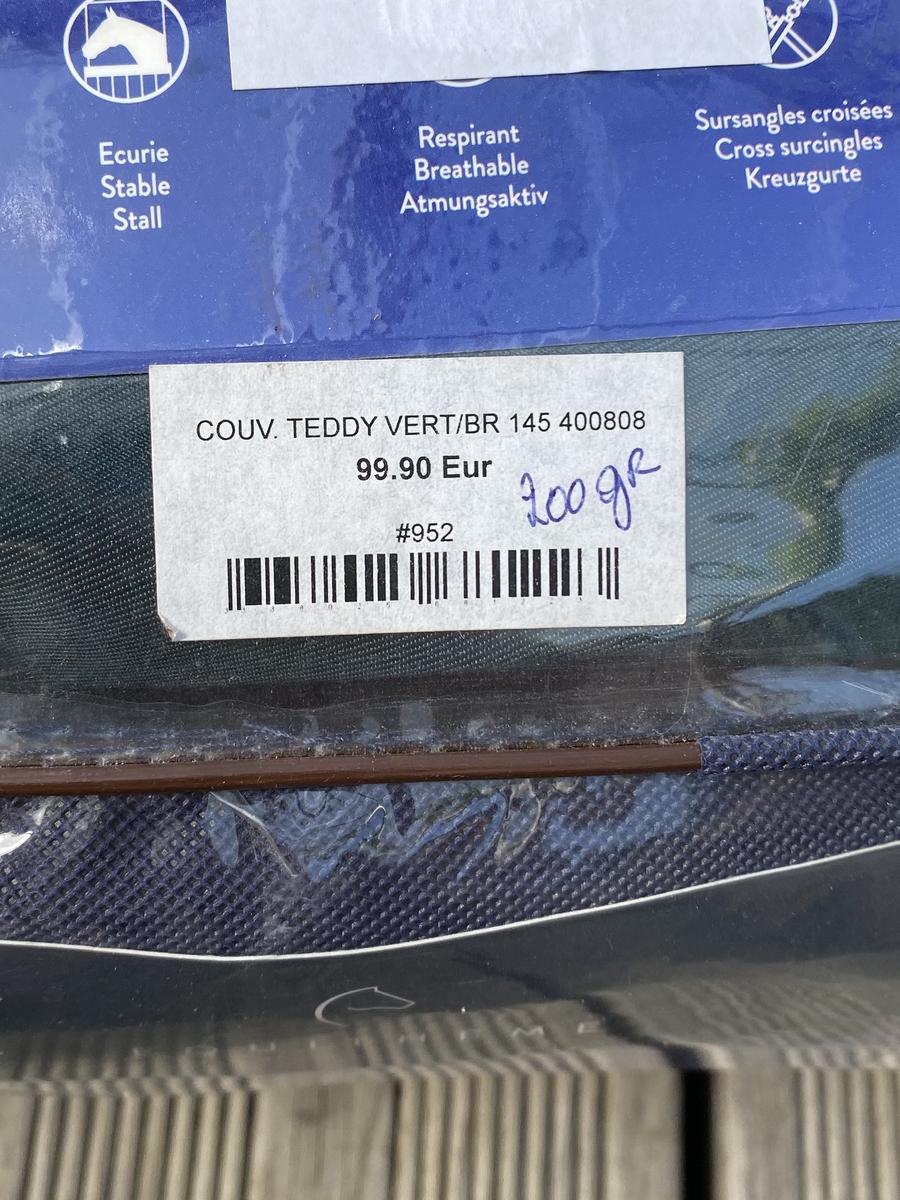 Ecurie
Stable
Stall
Respirant
Breathable
Atmungsaktiv
Sursangles croisées
Cross surcingles
Kreuzgurte
COUV. TEDDY VERT/BR 145 400808
99.90 Eur
200 gr
#952